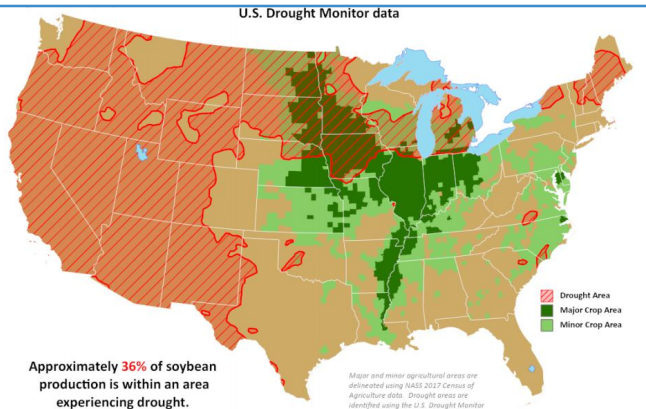 U.S. Drought Monitor data
Drought Area
Major Crop Area
Minor Crop Area
Approximately 36% of soybean
production is within an area
experiencing drought.
Major and minor agricultural areas are
delineated using NASS 2017 Census of
Agriculture data. Drought areas are
identified using the U.S. Drought Monitor